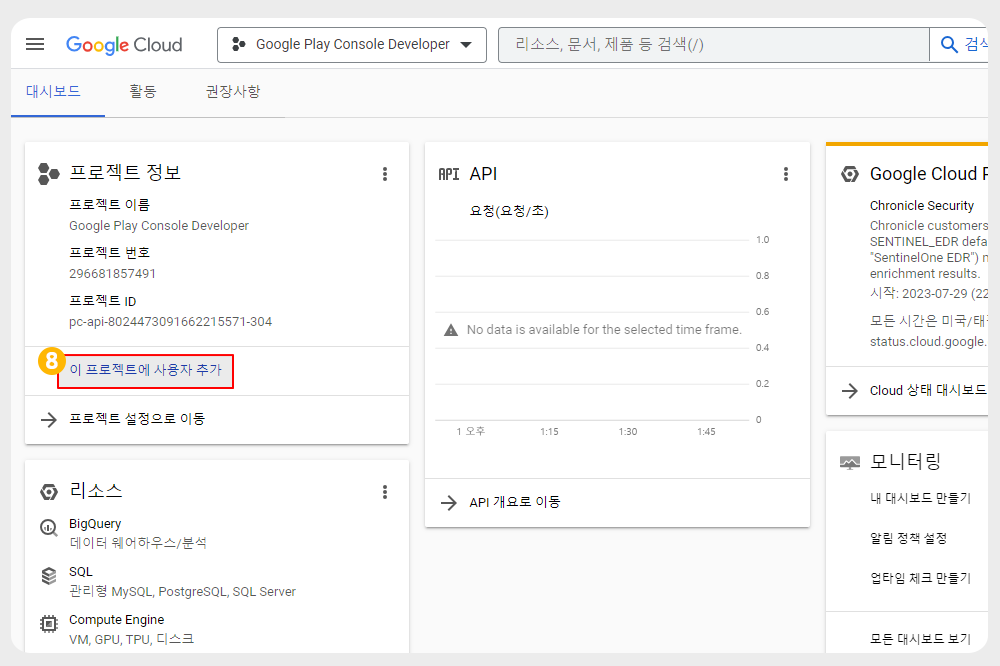 Google Cloud
Google Play Console Developer
리소스, 문서, 제품 등 검색(/)
검색
대시보드
활동
권장사항
프로젝트 정보
프로젝트 이름
Google Play Console Developer
프로젝트 번호
296681857491
프로젝트 ID
pc-api-8024473091662215571-304
8
이 프로젝트에 사용자 추가
프로젝트 설정으로 이동
리소스
BigQuery
데이터 웨어하우스/분석
SQL
관리형 MySQL, PostgreSQL, SQL Server
Compute Engine
VM, GPU, TPU, 디스크
API API
요청(요청/초)
1.0
0.8
0.6
No data is available for the selected time frame.
0.4
0.2
0
1 오후
1:15
1:30
1:45
API 개요로 이동
Google Cloud P
Chronicle Security
Chronicle customers
SENTINEL_EDR defa
"SentinelOne EDR") n
enrichment results.
시작: 2023-07-29 (22
모든 시간은 미국/태
status.cloud.google.
Cloud 상태 대시보드
모니터링
내 대시보드 만들기
알림 정책 설정
업타임 체크 만들기
모든 대시보드 보기